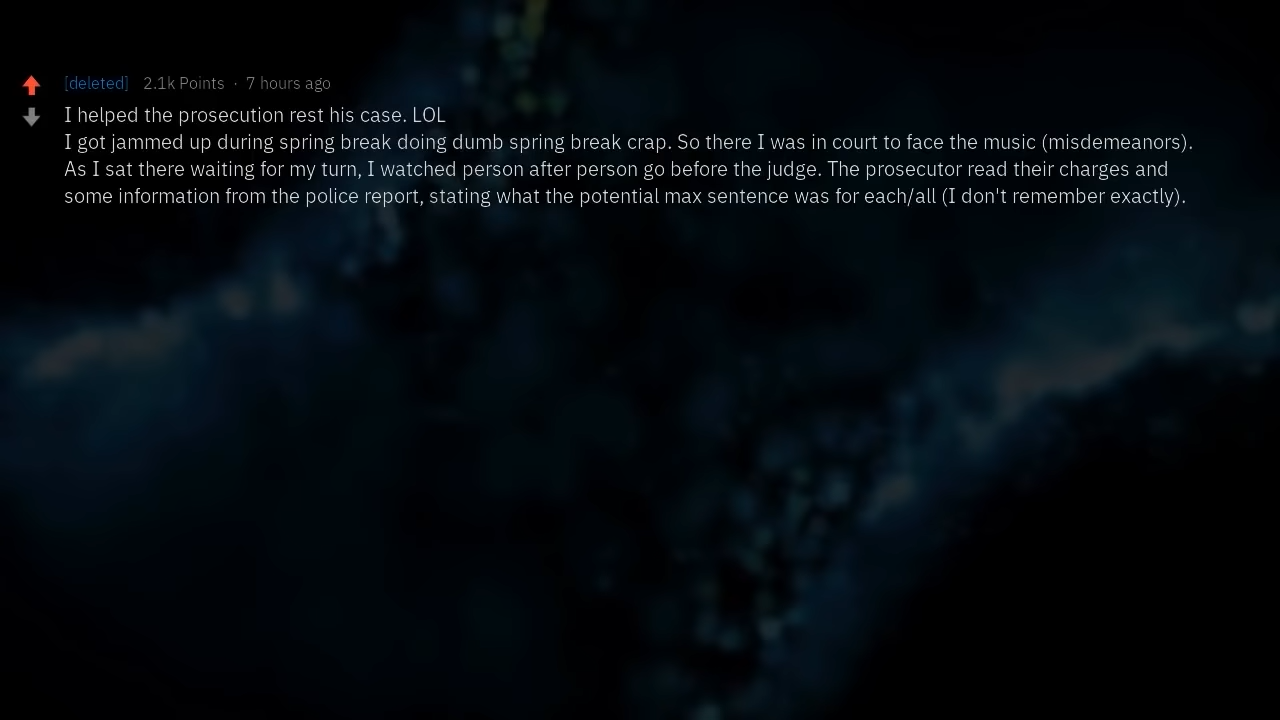 [deleted] 2.1k Points · 7 hours ago
I helped the prosecution rest his case. LOL
I got jammed up during spring break doing dumb spring break crap. So there I was in court to face the music (misdemeanors).
As I sat there waiting for my turn, I watched person after person go before the judge. The prosecutor read their charges and
some information from the police report, stating what the potential max sentence was for each/all (I don't remember exactly).